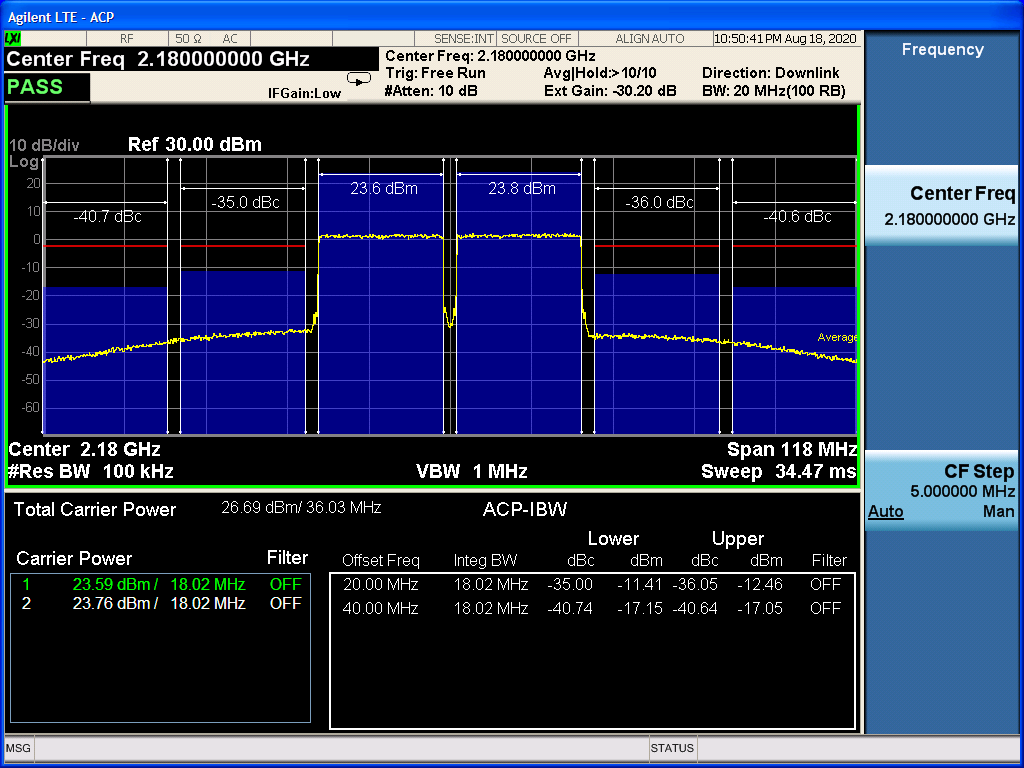 Agilent LTE - ACP
LXI RF 50 Ω AC SENSE:INT SOURCE OFF ALIGN AUTO 10:50:41 PM Aug 18, 2020
Center Freq 2.180000000 GHz
PASS
IFGain:Low
Center Freq: 2.180000000 GHz
Trig: Free Run Avg|Hold:>10/10 Direction: Downlink
#Atten: 10 dB Ext Gain: -30.20 dB BW: 20 MHz(100 RB)
10 dB/div Ref 30.00 dBm
Log
20
10
0
-10
-20
-30
-40
-50
-60
-40.7 dBc -35.0 dBc 23.6 dBm 23.8 dBm -36.0 dBc -40.6 dBc
Average
Center 2.18 GHz Span 118 MHz
#Res BW 100 kHz VBW 1 MHz Sweep 34.47 ms
Total Carrier Power 26.69 dBm/ 36.03 MHz ACP-IBW
Lower Upper
Carrier Power Filter
Offset Freq Integ BW dBc dBm dBc dBm Filter
1 23.59 dBm / 18.02 MHz OFF
2 23.76 dBm / 18.02 MHz OFF
20.00 MHz 18.02 MHz -35.00 -11.41 -36.05 -12.46 OFF
40.00 MHz 18.02 MHz -40.74 -17.15 -40.64 -17.05 OFF
MSG STATUS
Frequency
Center Freq
2.180000000 GHz
CF Step
5.000000 MHz
Auto Man